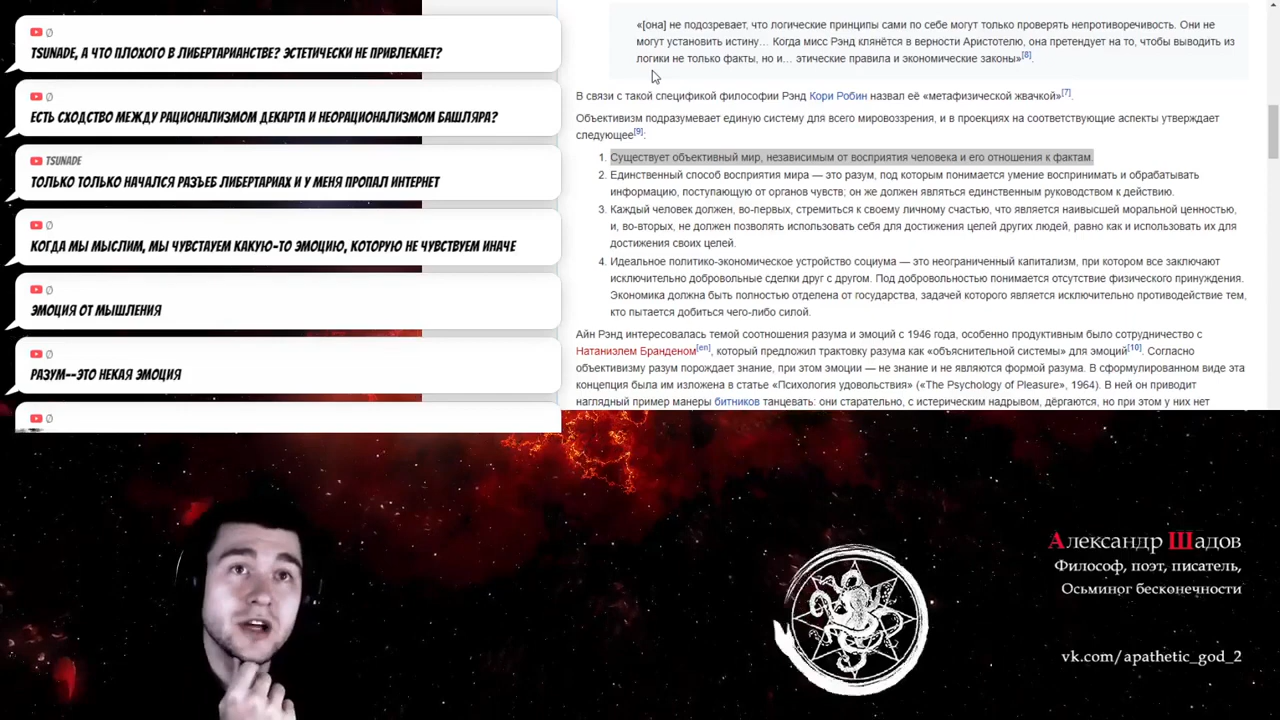 Ø
TSUNADE, А ЧТО ПЛОХОГО В ЛИБЕРТАРИАНСТВЕ? ЭСТЕТИЧЕСКИ НЕ ПРИВЛЕКАЕТ?
Ø
ЕСТЬ СХОДСТВО МЕЖДУ РАЦИОНАЛИЗМОМ ДЕКАРТА И НЕОРАЦИОНАЛИЗМОМ БАШЛЯРА?
TSUNADE
ТОЛЬКО ТОЛЬКО НАЧАЛСЯ РАЗЪЕБ ЛИБЕРТАРИАХ И У МЕНЯ ПРОПАЛ ИНТЕРНЕТ
Ø
КОГДА МЫ МЫСЛИМ, МЫ ЧУВСТАУЕМ КАКУЮ-ТО ЭМОЦИЮ, КОТОРУЮ НЕ ЧУВСТВУЕМ ИНАЧЕ
Ø
ЭМОЦИЯ ОТ МЫШЛЕНИЯ
Ø
РАЗУМ--ЭТО НЕКАЯ ЭМОЦИЯ
Ø
«[она] не подозревает, что логические принципы сами по себе могут только проверять непротиворечивость. Они не
могут установить истину… Когда мисс Рэнд клянётся в верности Аристотелю, она претендует на то, чтобы выводить из
логики не только факты, но и… этические правила и экономические законы»[8].
В связи с такой спецификой философии Рэнд Кори Робин назвал её «метафизической жвачкой»[7].
Объективизм подразумевает единую систему для всего мировоззрения, и в проекциях на соответствующие аспекты утверждает
следующее[9]:
1. Существует объективный мир, независимым от восприятия человека и его отношения к фактам.
2. Единственный способ восприятия мира — это разум, под которым понимается умение воспринимать и обрабатывать
информацию, поступающую от органов чувств; он же должен являться единственным руководством к действию.
3. Каждый человек должен, во-первых, стремиться к своему личному счастью, что является наивысшей моральной ценностью,
и, во-вторых, не должен позволять использовать себя для достижения целей других людей, равно как и использовать их для
достижения своих целей.
4. Идеальное политико-экономическое устройство социума — это неограниченный капитализм, при котором все заключают
исключительно добровольные сделки друг с другом. Под добровольностью понимается отсутствие физического принуждения.
Экономика должна быть полностью отделена от государства, задачей которого является исключительно противодействие тем,
кто пытается добиться чего-либо силой.
Айн Рэнд интересовалась темой соотношения разума и эмоций с 1946 года, особенно продуктивным было сотрудничество с
Натаниэлем Бранденом[en], который предложил трактовку разума как «объяснительной системы» для эмоций[10]. Согласно
объективизму разум порождает знание, при этом эмоции — не знание и не являются формой разума. В сформулированном виде эта
концепция была им изложена в статье «Психология удовольствия» («The Psychology of Pleasure», 1964). В ней он приводит
наглядный пример манеры битников танцевать: они старательно, с истерическим надрывом, дёргаются, но при этом у них нет
Александр Шадов
Философ, поэт, писатель,
Осьминог бесконечности
vk.com/apathetic_god_2